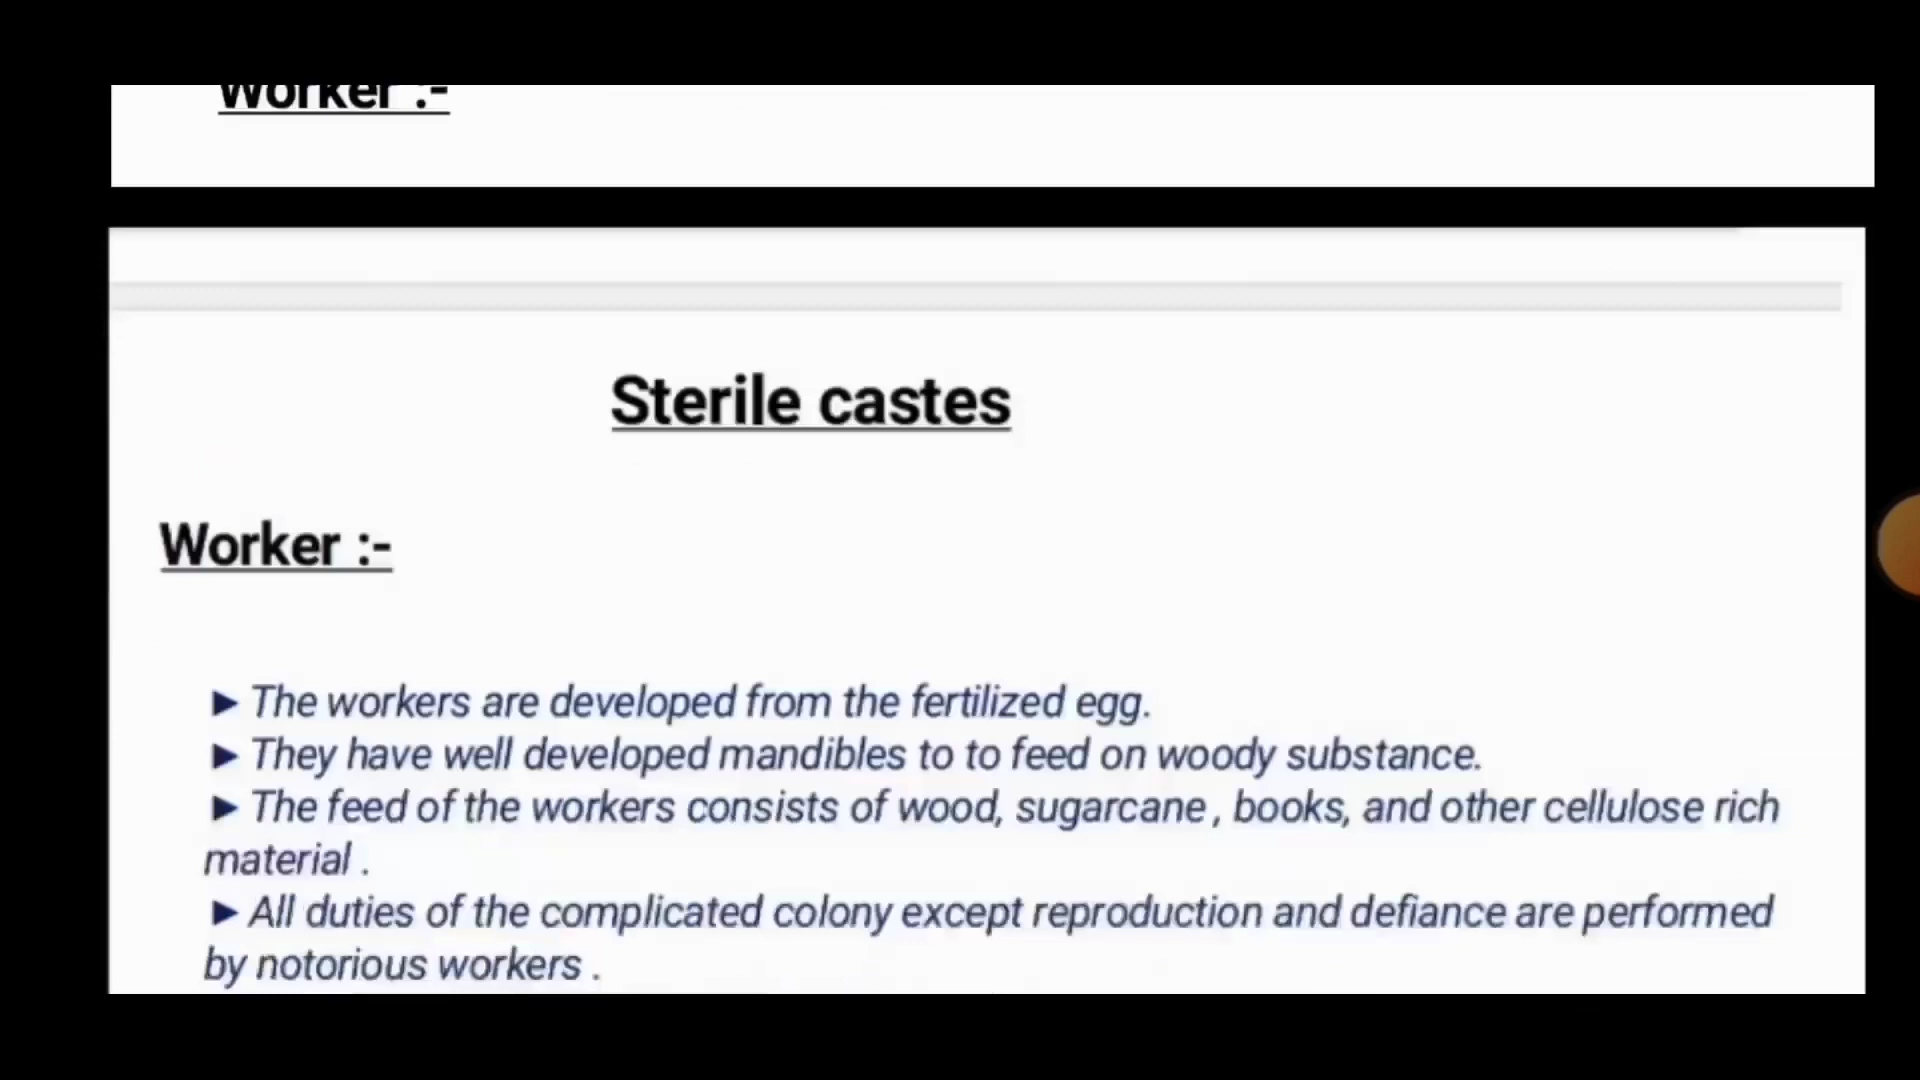 Worker :-
Sterile castes
Worker :-
► The workers are developed from the fertilized egg.
► They have well developed mandibles to to feed on woody substance.
► The feed of the workers consists of wood, sugarcane , books, and other cellulose rich
material .
► All duties of the complicated colony except reproduction and defiance are performed
by notorious workers .